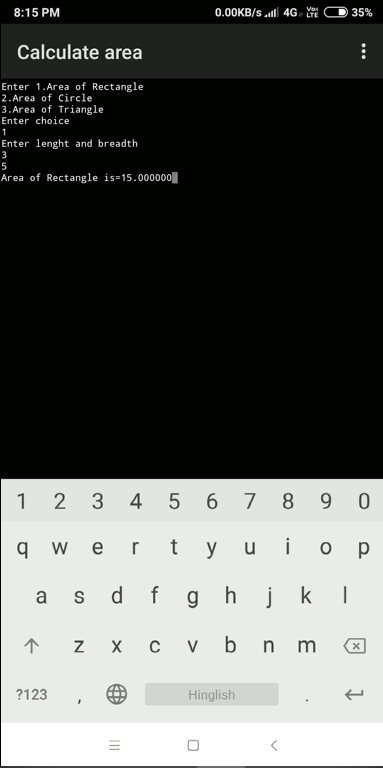 8:15 PM 0.00KB/s 4G VoLTE 35%
Calculate area
Enter 1.Area of Rectangle
2.Area of Circle
3.Area of Triangle
Enter choice
1
Enter lenght and breadth
3
5
Area of Rectangle is=15.000000
1 2 3 4 5 6 7 8 9 0
q w e r t y u i o p
a s d f g h j k l
z x c v b n m
?123 , Hinglish .